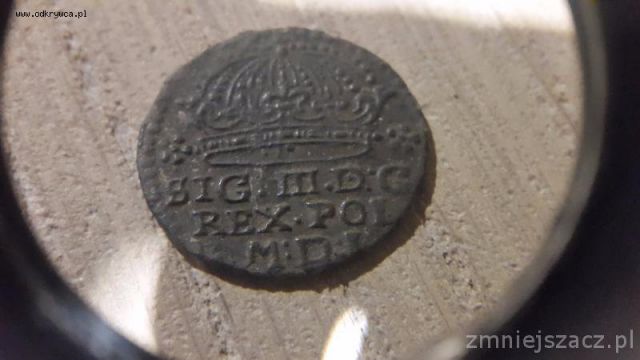 www.odkrywca.pl
SIG·III·D:G
REX·POL
M:D·L
zmniejszacz.pl